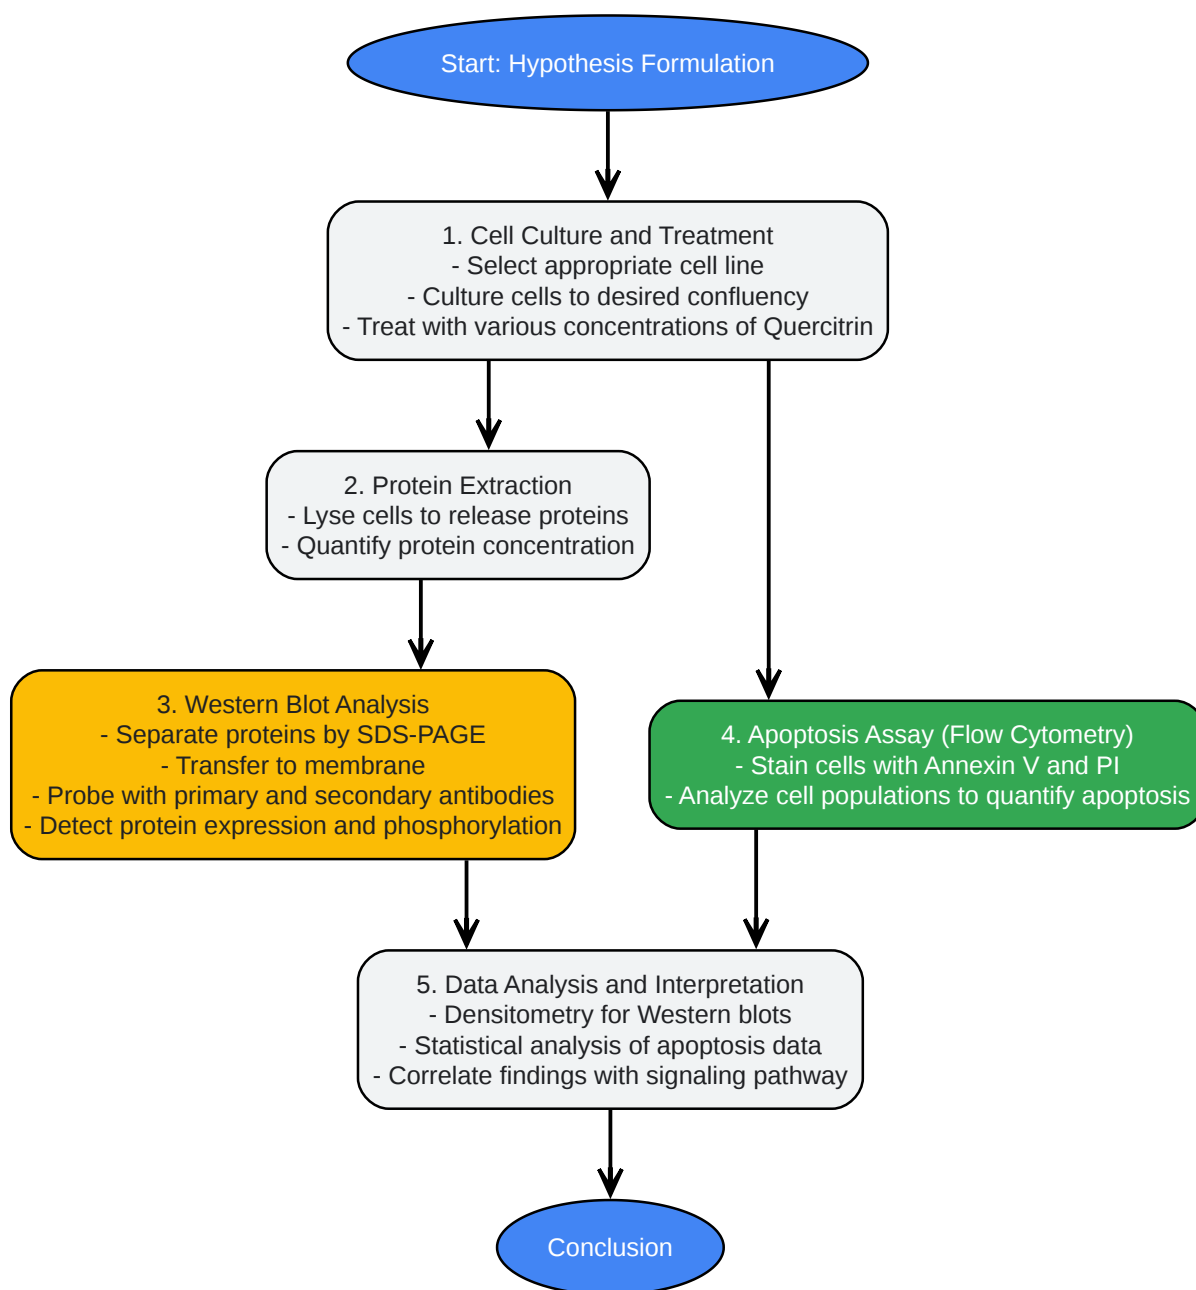 Start: Hypothesis Formulation
1. Cell Culture and Treatment
- Select appropriate cell line
- Culture cells to desired confluency
- Treat with various concentrations of Quercitrin
2. Protein Extraction
- Lyse cells to release proteins
- Quantify protein concentration
3. Western Blot Analysis
- Separate proteins by SDS-PAGE
- Transfer to membrane
- Probe with primary and secondary antibodies
- Detect protein expression and phosphorylation
4. Apoptosis Assay (Flow Cytometry)
- Stain cells with Annexin V and PI
- Analyze cell populations to quantify apoptosis
5. Data Analysis and Interpretation
- Densitometry for Western blots
- Statistical analysis of apoptosis data
- Correlate findings with signaling pathway
Conclusion